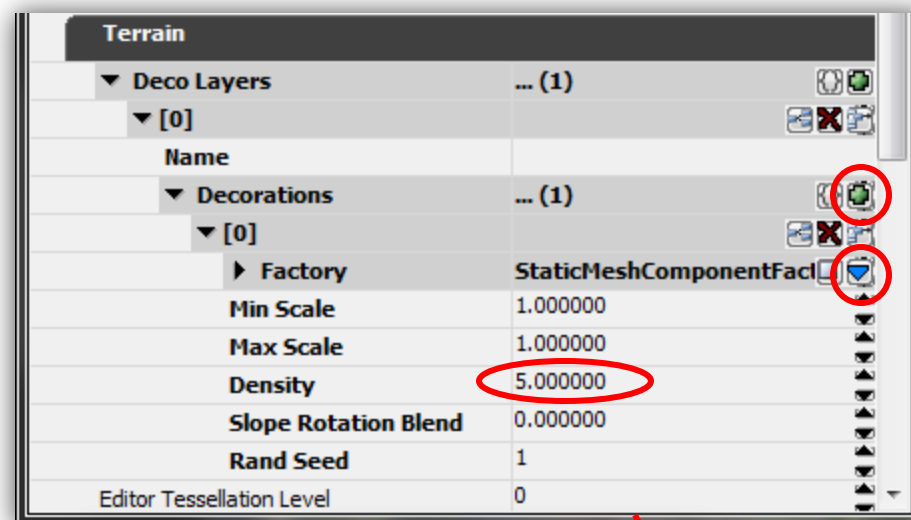 Terrain
Deco Layers ... (1)
[0]
Name
Decorations ... (1)
[0]
Factory StaticMeshComponentFact
Min Scale 1.000000
Max Scale 1.000000
Density 5.000000
Slope Rotation Blend 0.000000
Rand Seed 1
Editor Tessellation Level 0